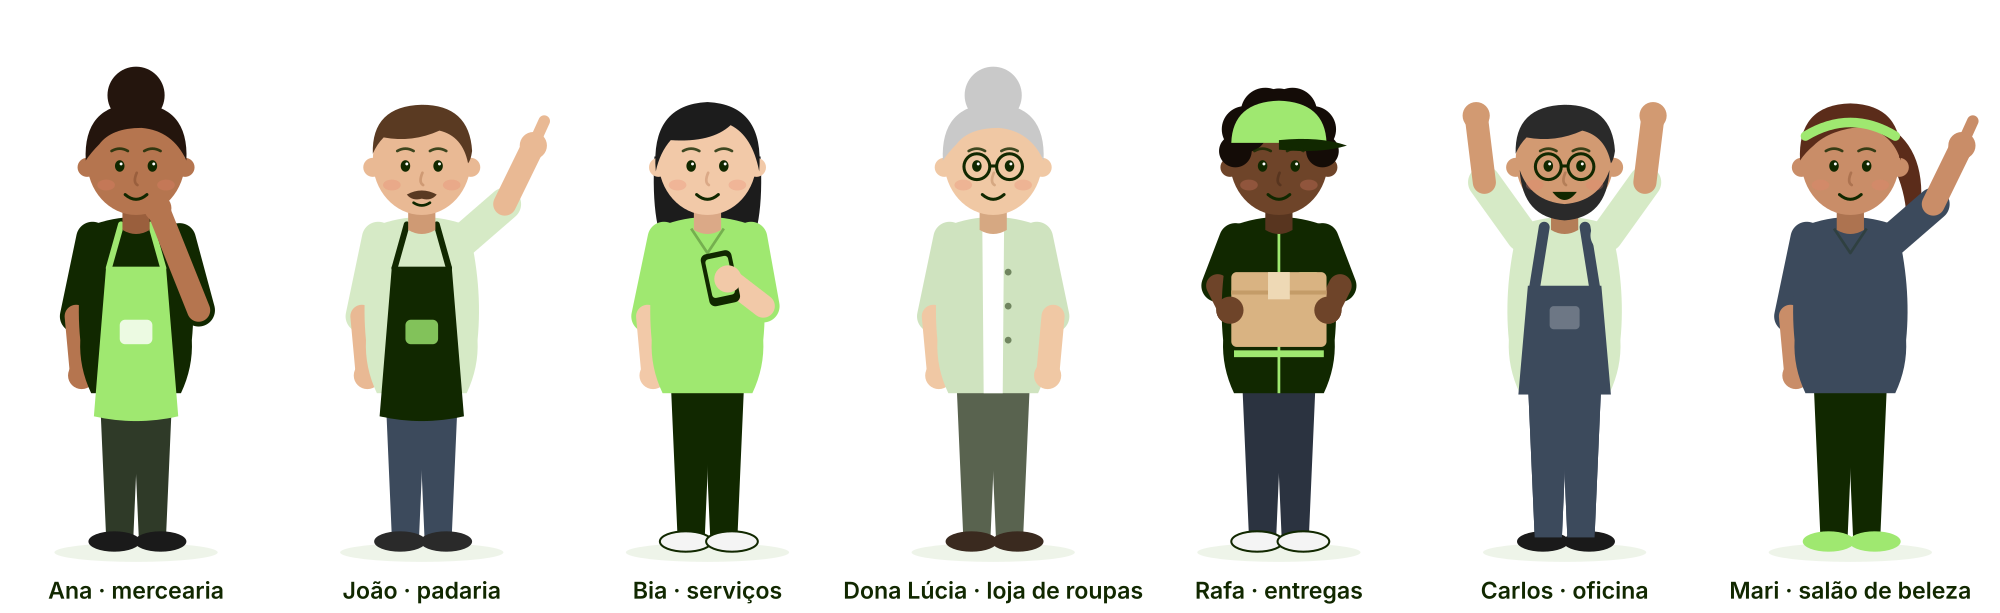 Ana · mercearia
João · padaria
Bia · serviços
Dona Lúcia · loja de roupas
Rafa · entregas
Carlos · oficina
Mari · salão de beleza